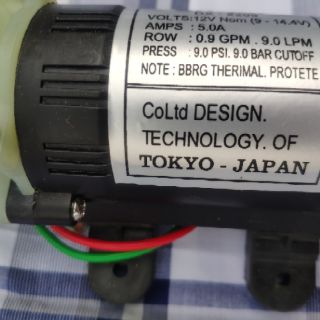 VOLTS:12V Nom (9 - 14.4V)
AMPS : 5.0A
ROW : 0.9 GPM . 9.0 LPM
PRESS : 9.0 PSI. 9.0 BAR CUTOFF
NOTE : BBRG THERMAL. PROTETE
CoLtd DESIGN.
TECHNOLOGY. OF
TOKYO - JAPAN